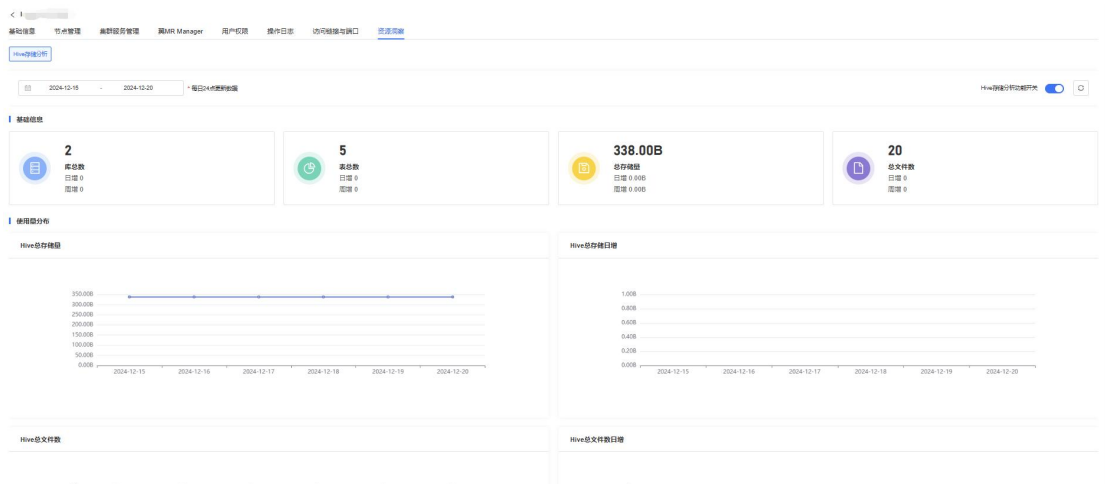 基础信息 节点管理 集群服务管理 翼MR Manager 用户权限 操作日志 访问链接与端口 资源洞察
Hive存储分析
2024-12-15 - 2024-12-20 * 每日24点更新数据 Hive存储分析功能开关
基础信息
2 5 338.00B 20
库总数 表总数 总存储量 总文件数
日增 0 日增 0 日增 0.00B 日增 0
周增 0 周增 0 周增 0.00B 周增 0
使用量分布
Hive总存储量 Hive总存储日增
350.00B
300.00B
250.00B
200.00B
150.00B
100.00B
50.00B
0.00B
2024-12-15 2024-12-16 2024-12-17 2024-12-18 2024-12-19 2024-12-20
1.00B
0.80B
0.60B
0.40B
0.20B
0.00B
2024-12-15 2024-12-16 2024-12-17 2024-12-18 2024-12-19 2024-12-20
Hive总文件数 Hive总文件数日增